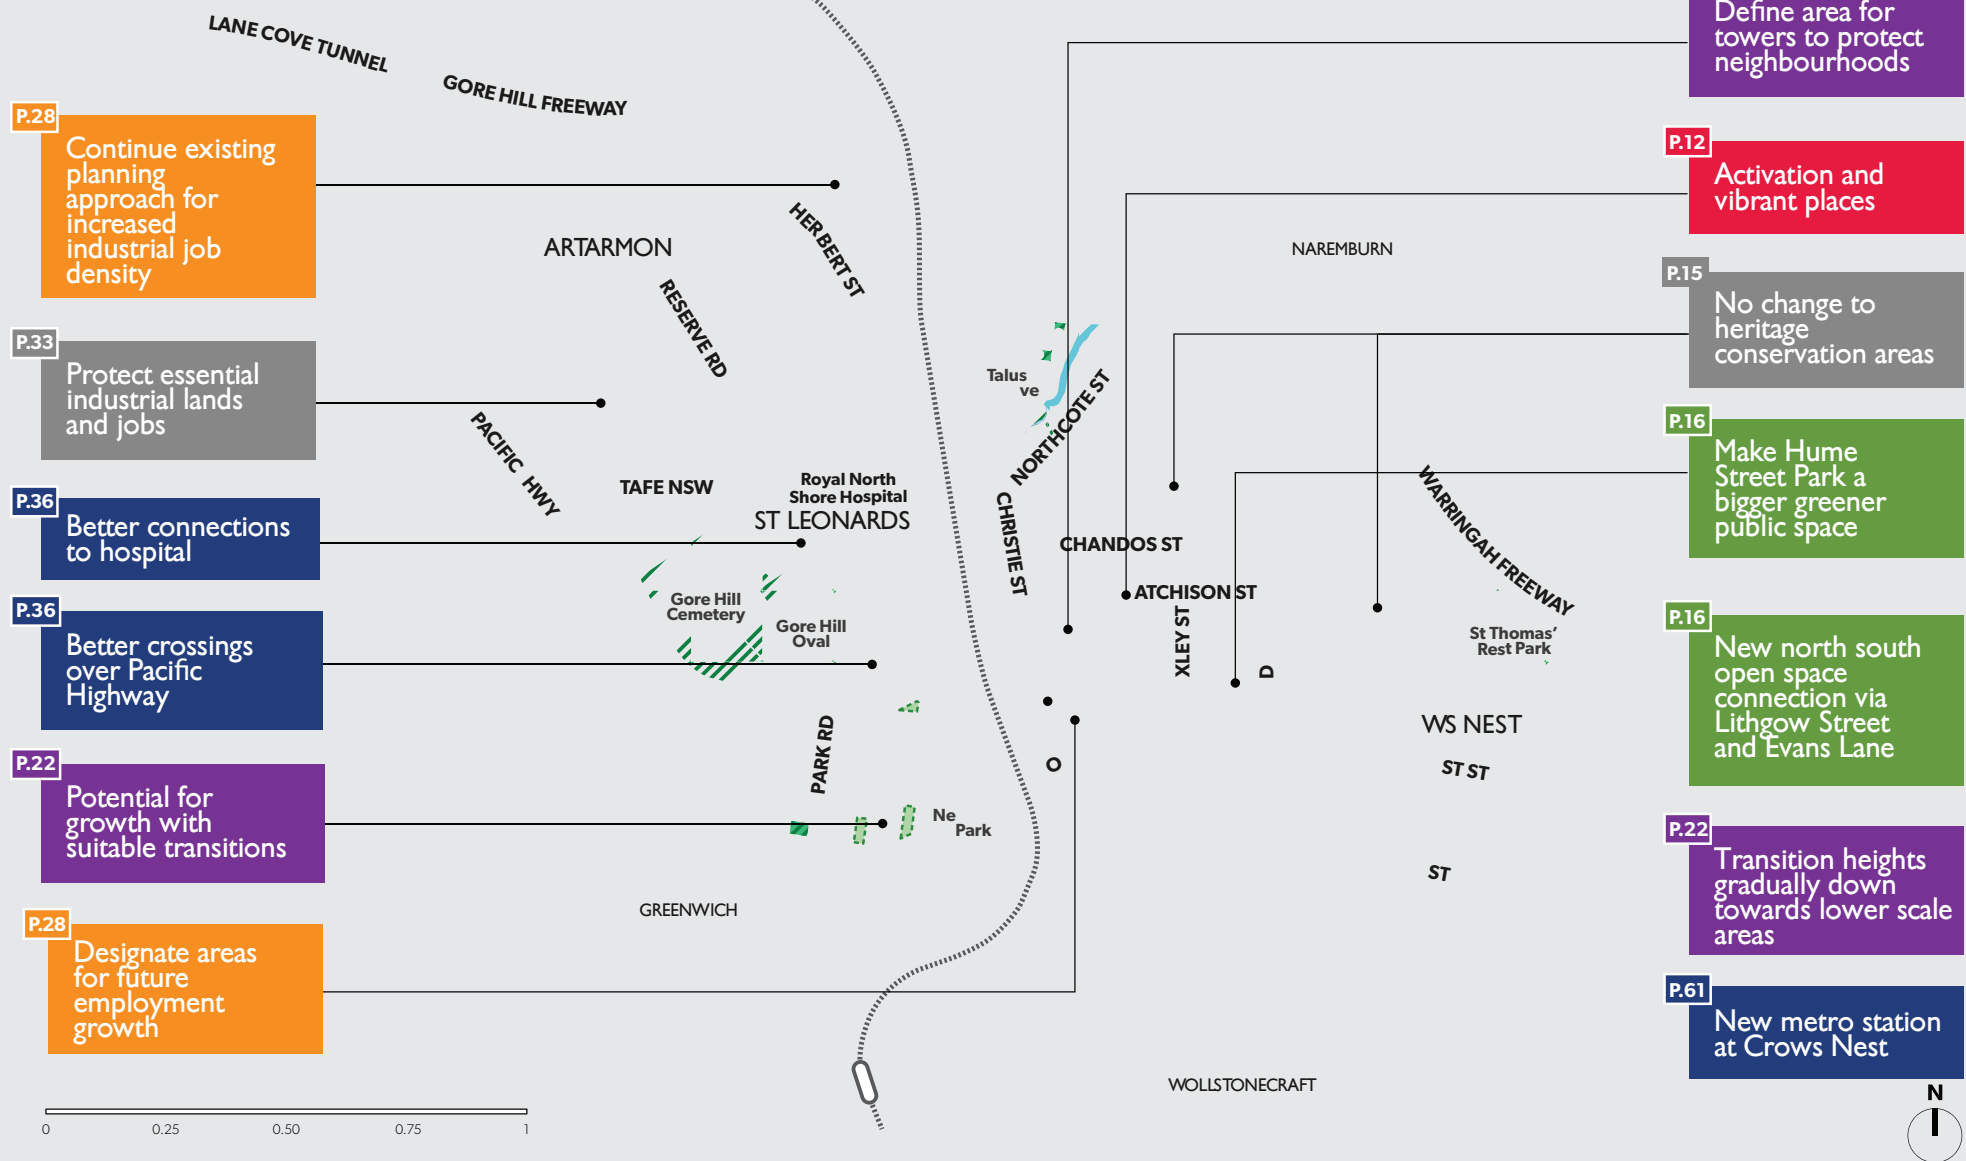 LANE COVE TUNNEL
GORE HILL FREEWAY
P.28
Continue existing
planning
approach for
increased
industrial job
density
P.33
Protect essential
industrial lands
and jobs
P.36
Better connections
to hospital
P.36
Better crossings
over Pacific
Highway
P.22
Potential for
growth with
suitable transitions
P.28
Designate areas
for future
employment
growth
0 0.25 0.50 0.75 1
ARTARMON
HERBERT ST
RESERVE RD
PACIFIC HWY
TAFE NSW
Royal North
Shore Hospital
ST LEONARDS
Gore Hill
Cemetery
Gore Hill
Oval
PARK RD
Ne
Park
GREENWICH
Talus
ve
NORTHCOTE ST
CHRISTIE ST
CHANDOS ST
ATCHISON ST
XLEY ST
D
O
NAREMBURN
WARRINGAH FREEWAY
St Thomas'
Rest Park
WS NEST
ST ST
ST
WOLLSTONECRAFT
Define area for
towers to protect
neighbourhoods
P.12
Activation and
vibrant places
P.15
No change to
heritage
conservation areas
P.16
Make Hume
Street Park a
bigger greener
public space
P.16
New north south
open space
connection via
Lithgow Street
and Evans Lane
P.22
Transition heights
gradually down
towards lower scale
areas
P.61
New metro station
at Crows Nest
N